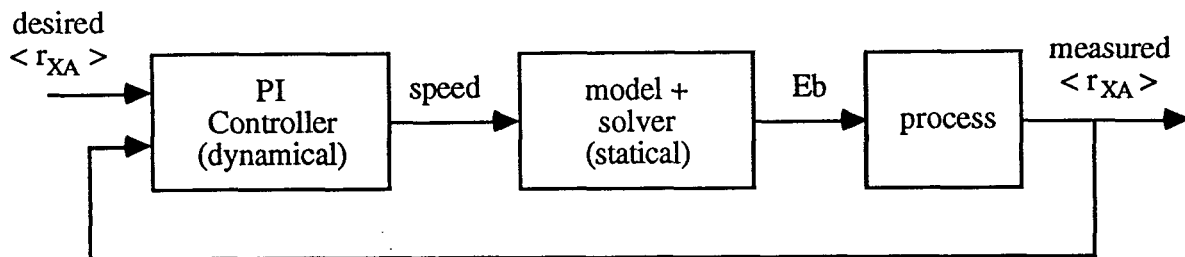 desired
< r_XA >
PI
Controller
(dynamical)
speed
model +
solver
(statical)
Eb
process
measured
< r_XA >